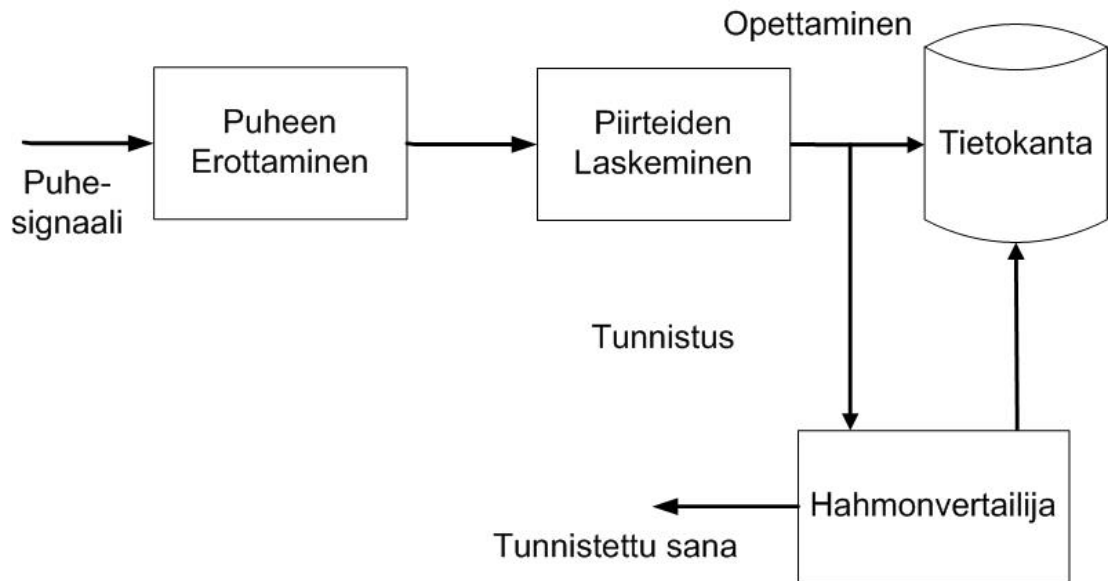 Opettaminen
Puheen
Erottaminen
Piirteiden
Laskeminen
Tietokanta
Puhe-
signaali
Tunnistus
Hahmonvertailija
Tunnistettu sana